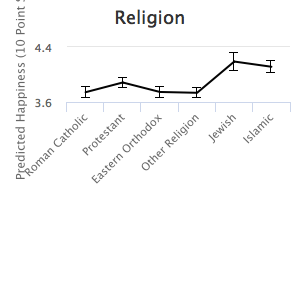 Religion
Predicted Happiness (10 Point
4.4
3.6
Roman Catholic
Protestant
Eastern Orthodox
Other Religion
Jewish
Islamic